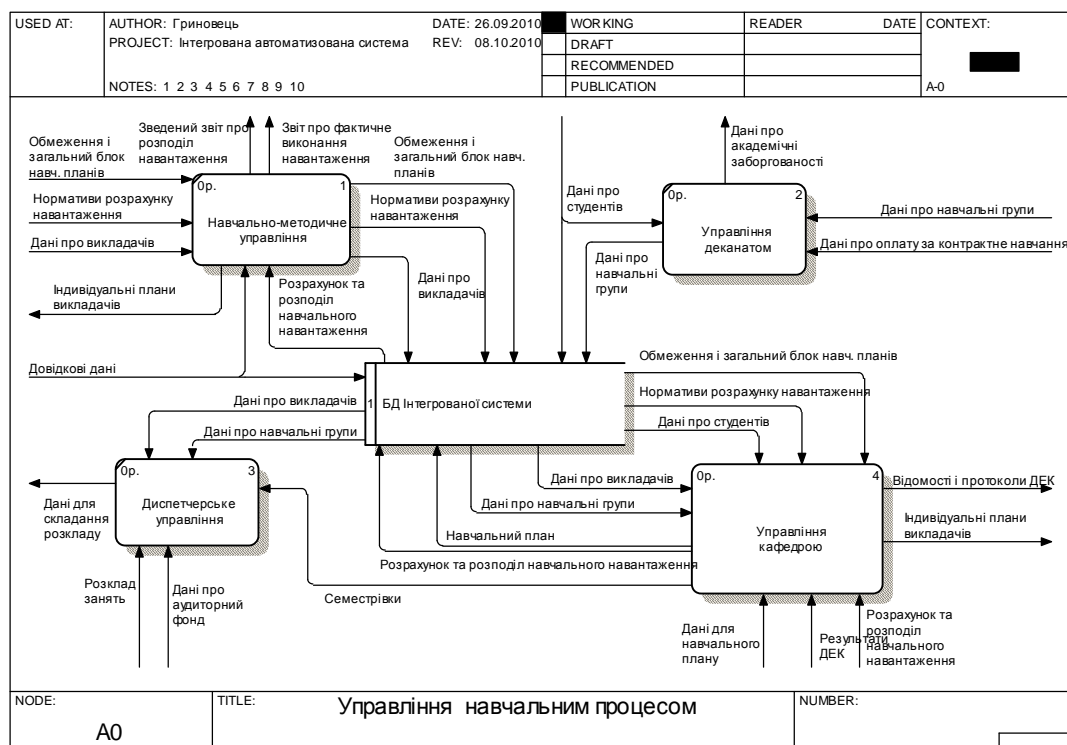 USED AT:
AUTHOR: Гриновець
DATE: 26.09.2010
PROJECT: Інтегрована автоматизована система
REV: 08.10.2010
NOTES: 1 2 3 4 5 6 7 8 9 10
WORKING
DRAFT
RECOMMENDED
PUBLICATION
READER
DATE
CONTEXT:
A-0
Обмеження і
загальний блок
навч. планів
Зведений звіт про
розподіл
навантаження
Звіт про фактичне
виконання
навантаження
Обмеження і
загальний блок навч.
планів
Дані про
академічні
заборгованості
Нормативи розрахунку
навантаження
Дані про викладачів
0р.
1
Навчально-методичне
управління
Нормативи розрахунку
навантаження
Дані про
студентів
0р.
2
Управління
деканатом
Дані про навчальні групи
Дані про оплату за контрактне навчання
Індивідуальні плани
викладачів
Розрахунок та
розподіл
навчального
навантаження
Дані про
викладачів
Дані про
навчальні
групи
Довідкові дані
1
БД Інтегрованої системи
Обмеження і загальний блок навч. планів
Нормативи розрахунку навантаження
Дані про студентів
Дані про викладачів
Дані про навчальні групи
0р.
3
Диспетчерське
управління
Дані для
складання
розкладу
Дані про викладачів
Дані про навчальні групи
Навчальний план
Розрахунок та розподіл навчального навантаження
Семестрівки
0р.
4
Управління
кафедрою
Відомості і протоколи ДЕК
Індивідуальні плани
викладачів
Розклад
занять
Дані про
аудиторний
фонд
Дані для
навчального
плану
Результати
ДЕК
Розрахунок та
розподіл
навчального
навантаження
NODE:
A0
TITLE:
Управління навчальним процесом
NUMBER: